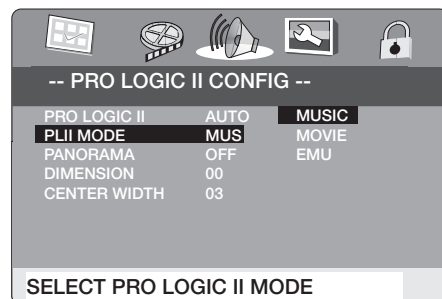 -- PRO LOGIC II CONFIG --
PRO LOGIC II AUTO MUSIC
PLII MODE MUS MOVIE
PANORAMA OFF EMU
DIMENSION 00
CENTER WIDTH 03
SELECT PRO LOGIC II MODE